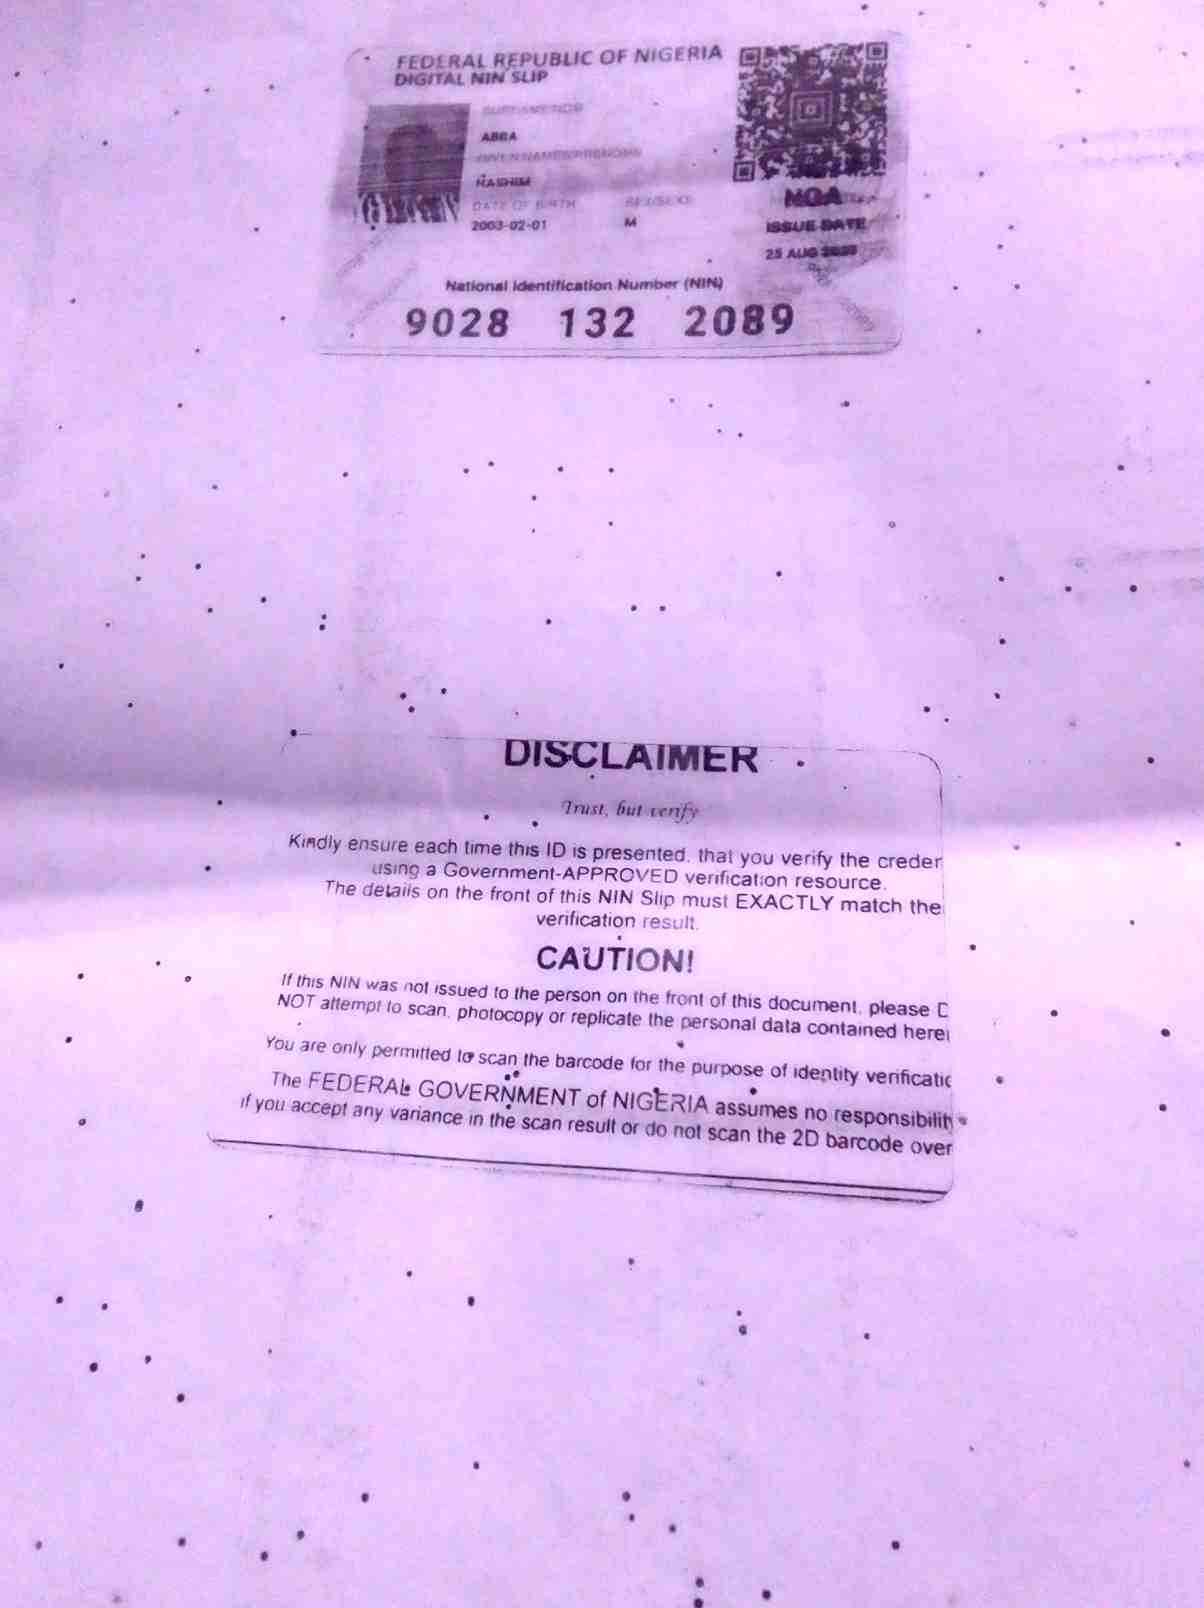 FEDERAL REPUBLIC OF NIGERIA
DIGITAL NIN SLIP
ABBA
DATE OF BIRTH
2003-02-01 M
NGA
ISSUE DATE
25 AUG
National Identification Number (NIN)
9028 132 2089
DISCLAIMER
Trust, but verify
Kindly ensure each time this ID is presented, that you verify the creder
using a Government-APPROVED verification resource.
The details on the front of this NIN Slip must EXACTLY match the
verification result.
CAUTION!
If this NIN was not issued to the person on the front of this document, please D
NOT attempt to scan, photocopy or replicate the personal data contained herei
You are only permitted to scan the barcode for the purpose of identity verificatic
The FEDERAL GOVERNMENT of NIGERIA assumes no responsibility
if you accept any variance in the scan result or do not scan the 2D barcode over